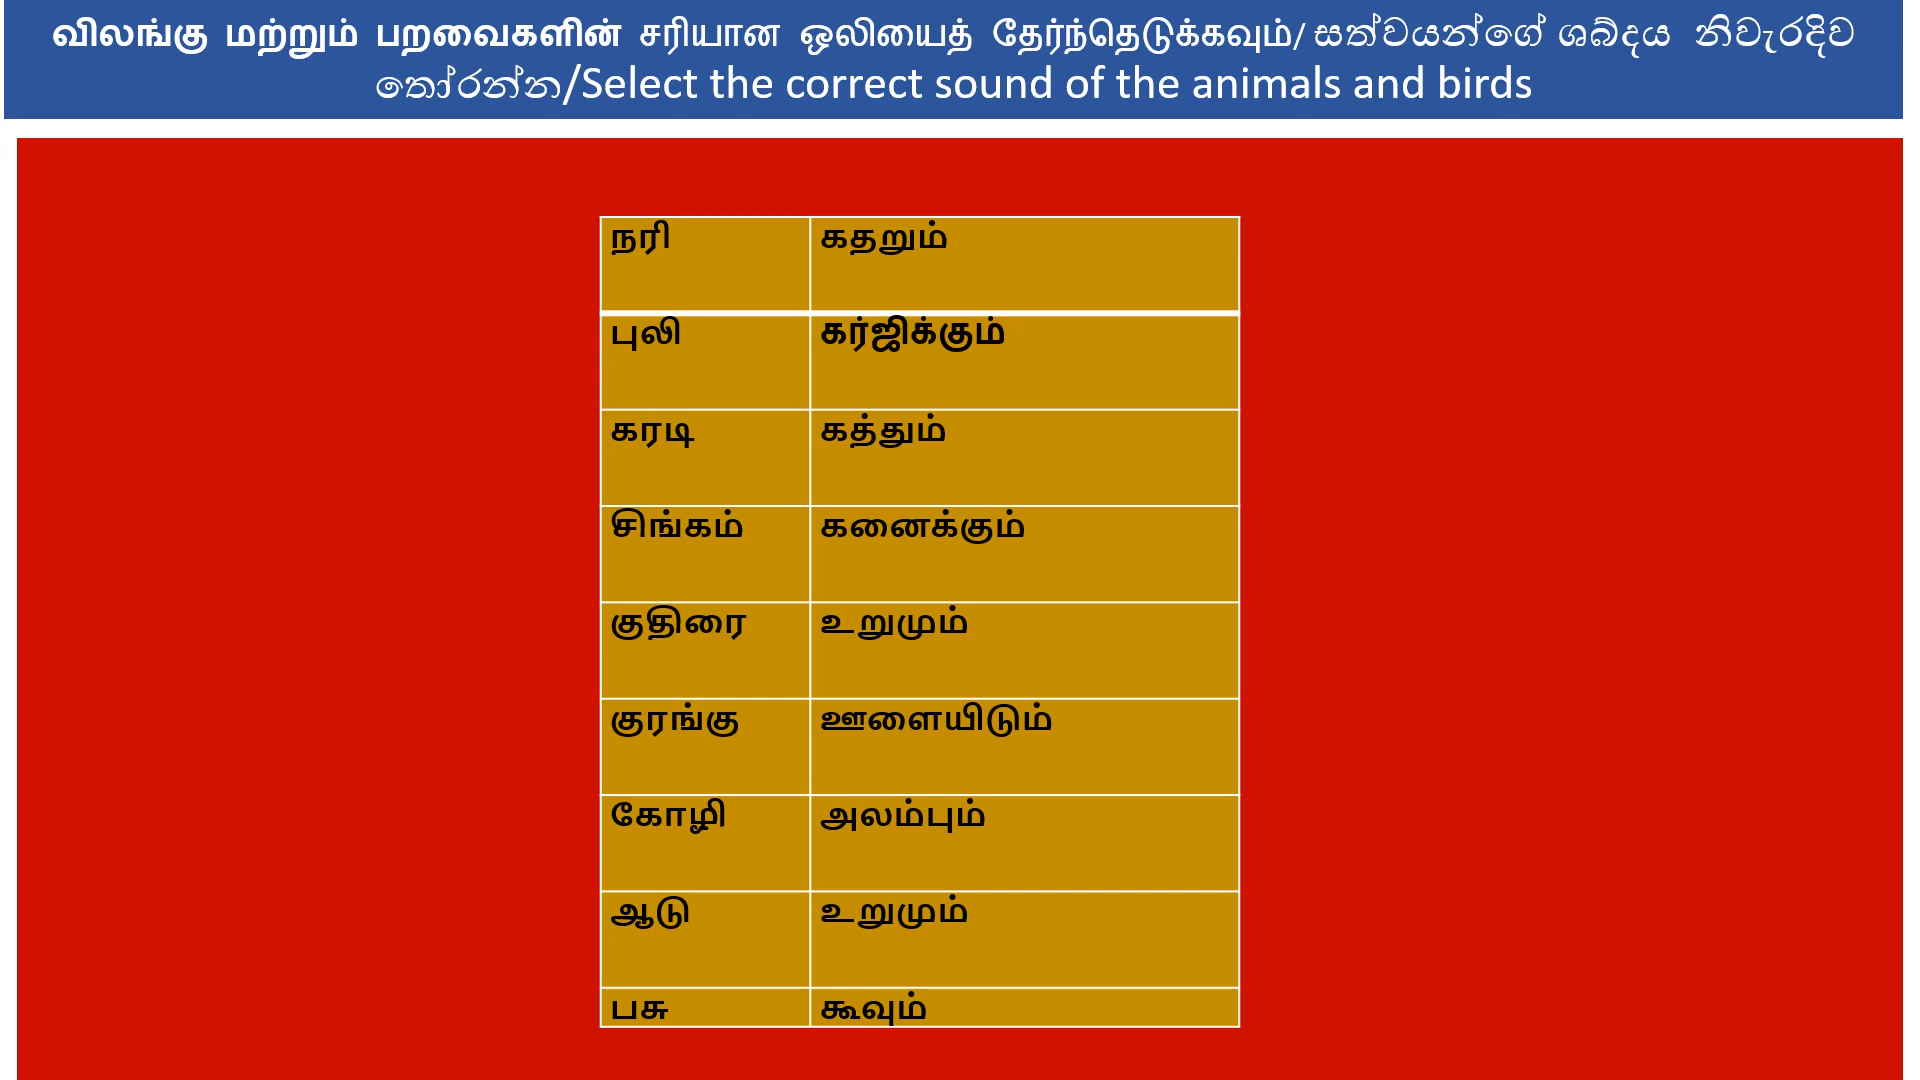 விலங்கு மற்றும் பறவைகளின் சரியான ஒலியைத் தேர்ந்தெடுக்கவும்/ සත්වයන්ගේ ශබ්දය නිවැරදිව
තෝරන්න/Select the correct sound of the animals and birds
நரி கதறும்
புலி கர்ஜிக்கும்
கரடி கத்தும்
சிங்கம் கனைக்கும்
குதிரை உறுமும்
குரங்கு ஊளையிடும்
கோழி அலம்பும்
ஆடு உறுமும்
பசு கூவும்